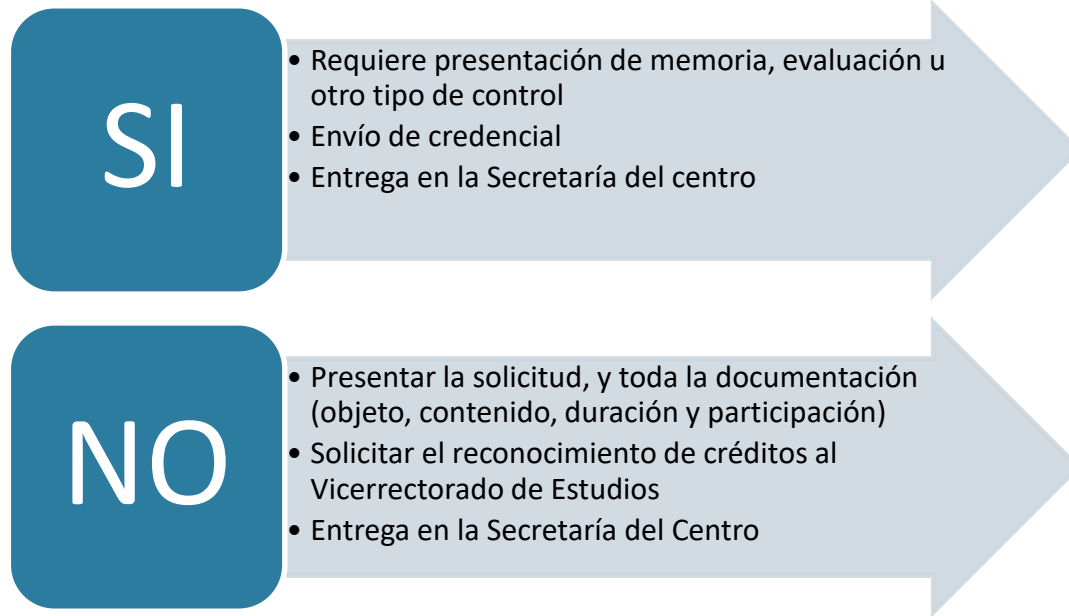 SI
• Requiere presentación de memoria, evaluación u
otro tipo de control
• Envío de credencial
• Entrega en la Secretaría del centro
NO
• Presentar la solicitud, y toda la documentación
(objeto, contenido, duración y participación)
• Solicitar el reconocimiento de créditos al
Vicerrectorado de Estudios
• Entrega en la Secretaría del Centro